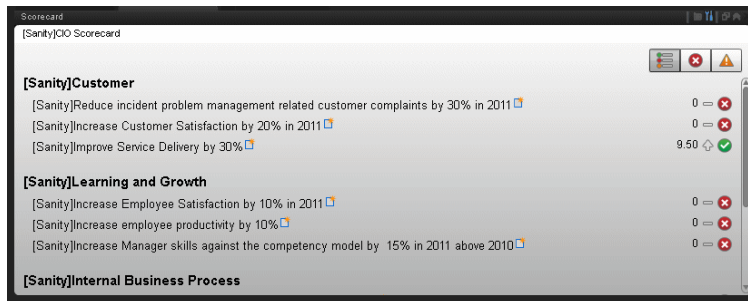 Scorecard
[Sanity]CIO Scorecard
[Sanity]Customer
[Sanity]Reduce incident problem management related customer complaints by 30% in 2011 0
[Sanity]Increase Customer Satisfaction by 20% in 2011 0
[Sanity]Improve Service Delivery by 30% 9.50
[Sanity]Learning and Growth
[Sanity]Increase Employee Satisfaction by 10% in 2011 0
[Sanity]Increase employee productivity by 10% 0
[Sanity]Increase Manager skills against the competency model by 15% in 2011 above 2010 0
[Sanity]Internal Business Process